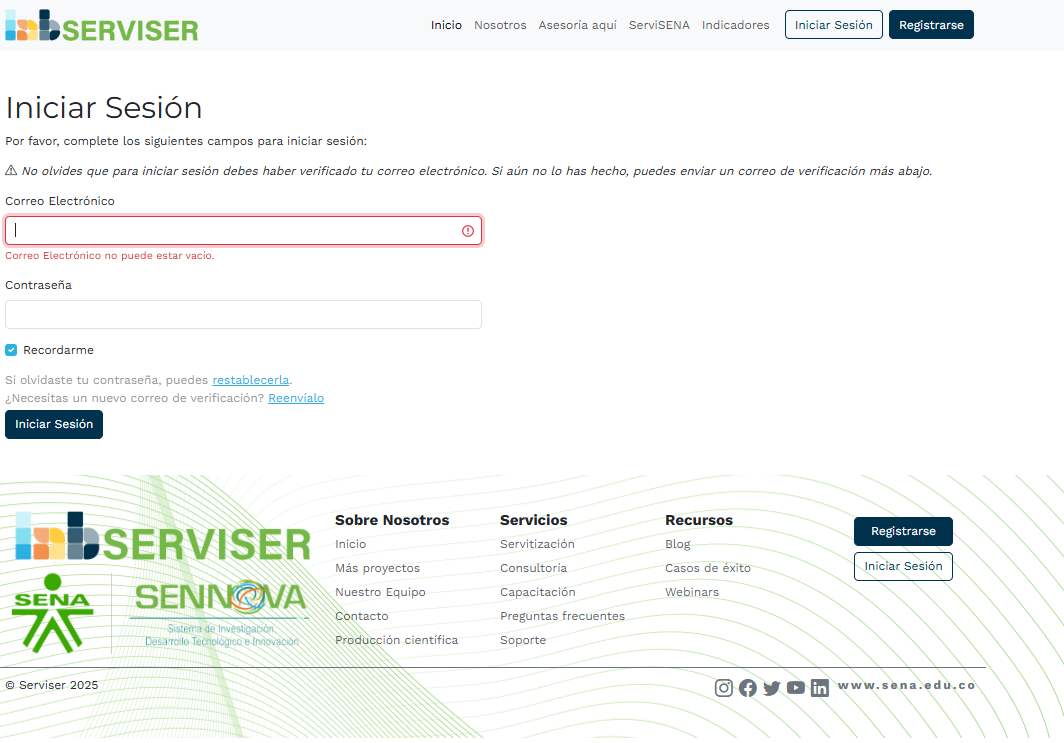 SERVISER
Inicio Nosotros Asesoría aquí ServiSENA Indicadores Iniciar Sesión Registrarse
Iniciar Sesión
Por favor, complete los siguientes campos para iniciar sesión:
⚠ No olvides que para iniciar sesión debes haber verificado tu correo electrónico. Si aún no lo has hecho, puedes enviar un correo de verificación más abajo.
Correo Electrónico
Correo Electrónico no puede estar vacío.
Contraseña
Recordarme
Si olvidaste tu contraseña, puedes restablecerla.
¿Necesitas un nuevo correo de verificación? Reenvíalo
Iniciar Sesión
SERVISER
SENA
SENNOVA
Sistema de Investigación,
Desarrollo Tecnológico e Innovación
Sobre Nosotros
Inicio
Más proyectos
Nuestro Equipo
Contacto
Producción científica
Servicios
Servitización
Consultoría
Capacitación
Preguntas frecuentes
Soporte
Recursos
Blog
Casos de éxito
Webinars
Registrarse
Iniciar Sesión
© Serviser 2025
www.sena.edu.co